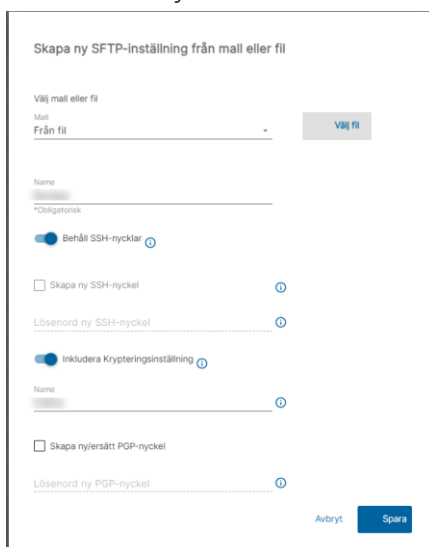 Skapa ny SFTP-inställning från mall eller fil
Välj mall eller fil
Mall
Från fil
Välj fil
Name
*Obligatorisk
Behåll SSH-nycklar
Skapa ny SSH-nyckel
Lösenord ny SSH-nyckel
Inkludera Krypteringsinställning
Name
Skapa ny/ersätt PGP-nyckel
Lösenord ny PGP-nyckel
Avbryt
Spara